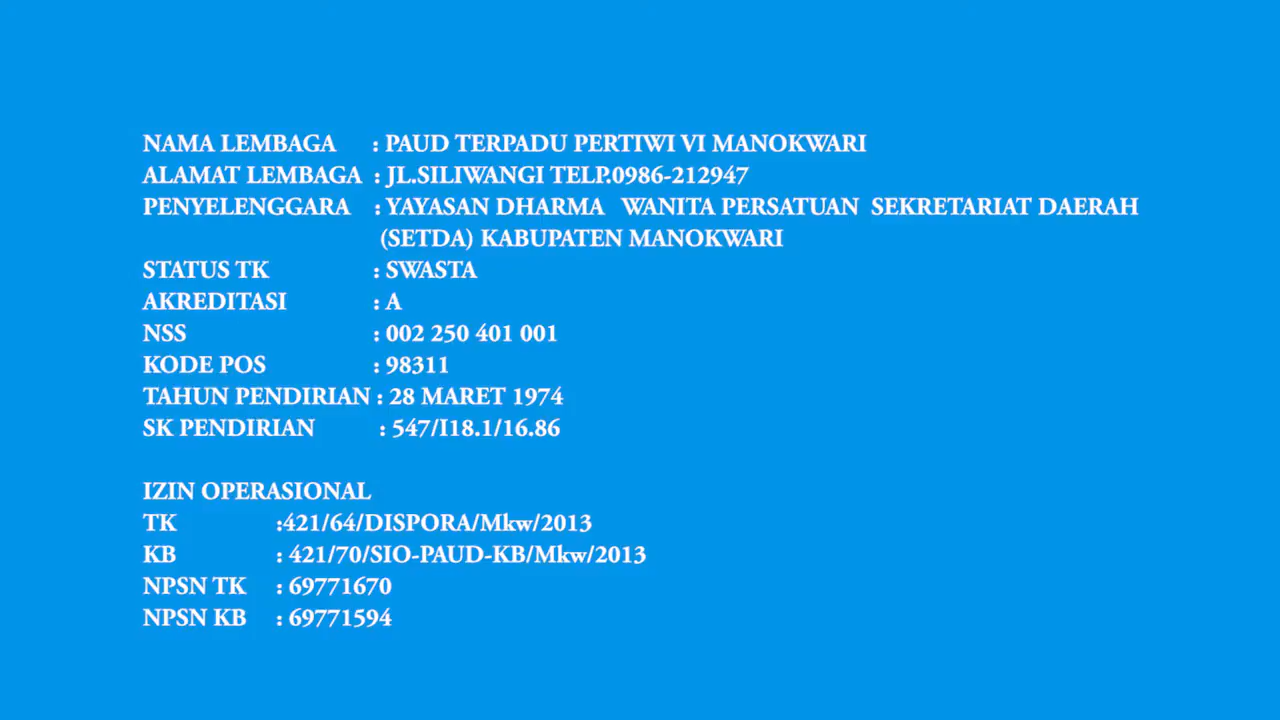 NAMA LEMBAGA : PAUD TERPADU PERTIWI VI MANOKWARI
ALAMAT LEMBAGA : JL.SILIWANGI TELP.0986-212947
PENYELENGGARA : YAYASAN DHARMA WANITA PERSATUAN SEKRETARIAT DAERAH
(SETDA) KABUPATEN MANOKWARI
STATUS TK : SWASTA
AKREDITASI : A
NSS : 002 250 401 001
KODE POS : 98311
TAHUN PENDIRIAN : 28 MARET 1974
SK PENDIRIAN : 547/I18.1/16.86
IZIN OPERASIONAL
TK :421/64/DISPORA/Mkw/2013
KB : 421/70/SIO-PAUD-KB/Mkw/2013
NPSN TK : 69771670
NPSN KB : 69771594